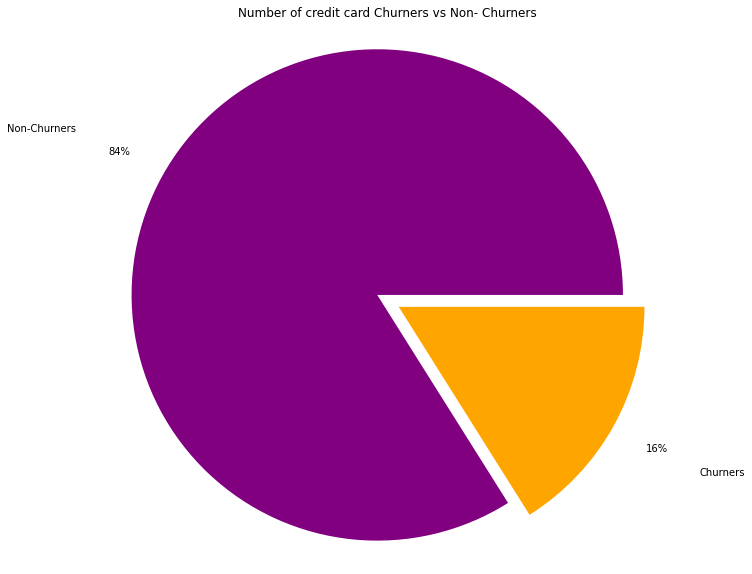 Number of credit card Churners vs Non- Churners
Non-Churners
84%
16%
Churners